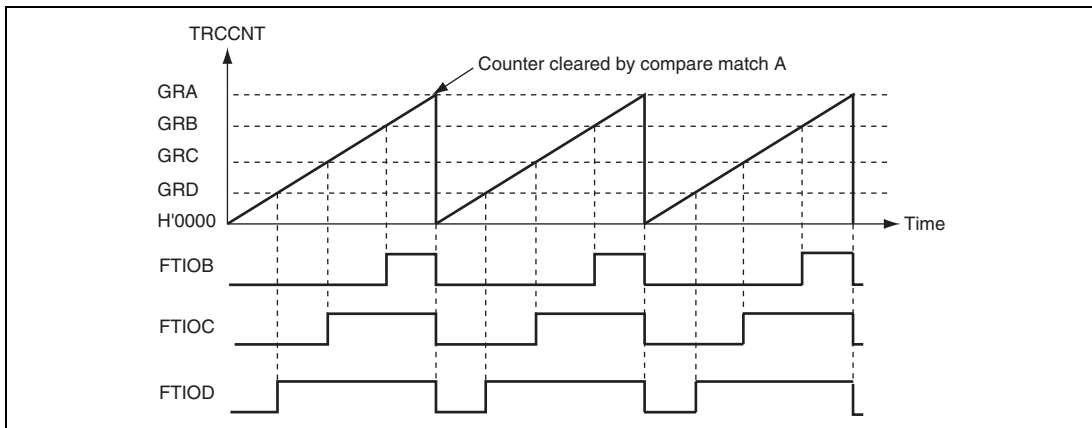 TRCCNT
Counter cleared by compare match A
GRA
GRB
GRC
GRD
H'0000
Time
FTIOB
FTIOC
FTIOD